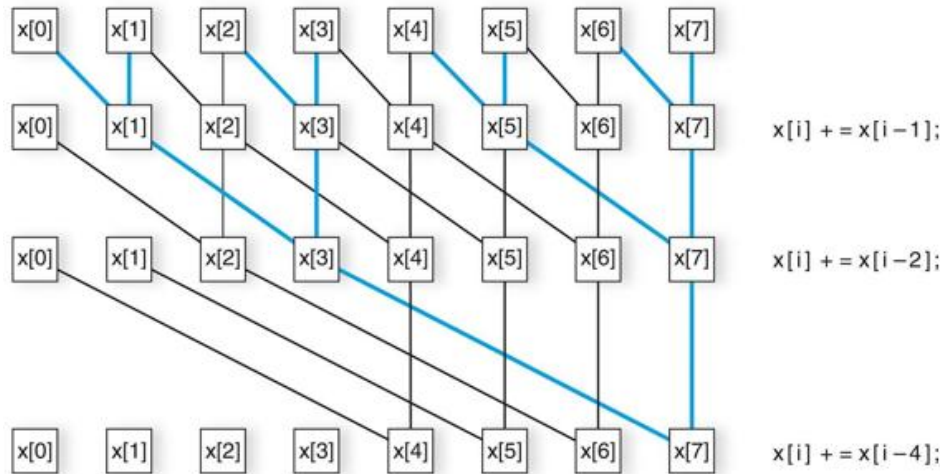 x[0] x[1] x[2] x[3] x[4] x[5] x[6] x[7]
x[0] x[1] x[2] x[3] x[4] x[5] x[6] x[7] x[i] += x[i-1];
x[0] x[1] x[2] x[3] x[4] x[5] x[6] x[7] x[i] += x[i-2];
x[0] x[1] x[2] x[3] x[4] x[5] x[6] x[7] x[i] += x[i-4];